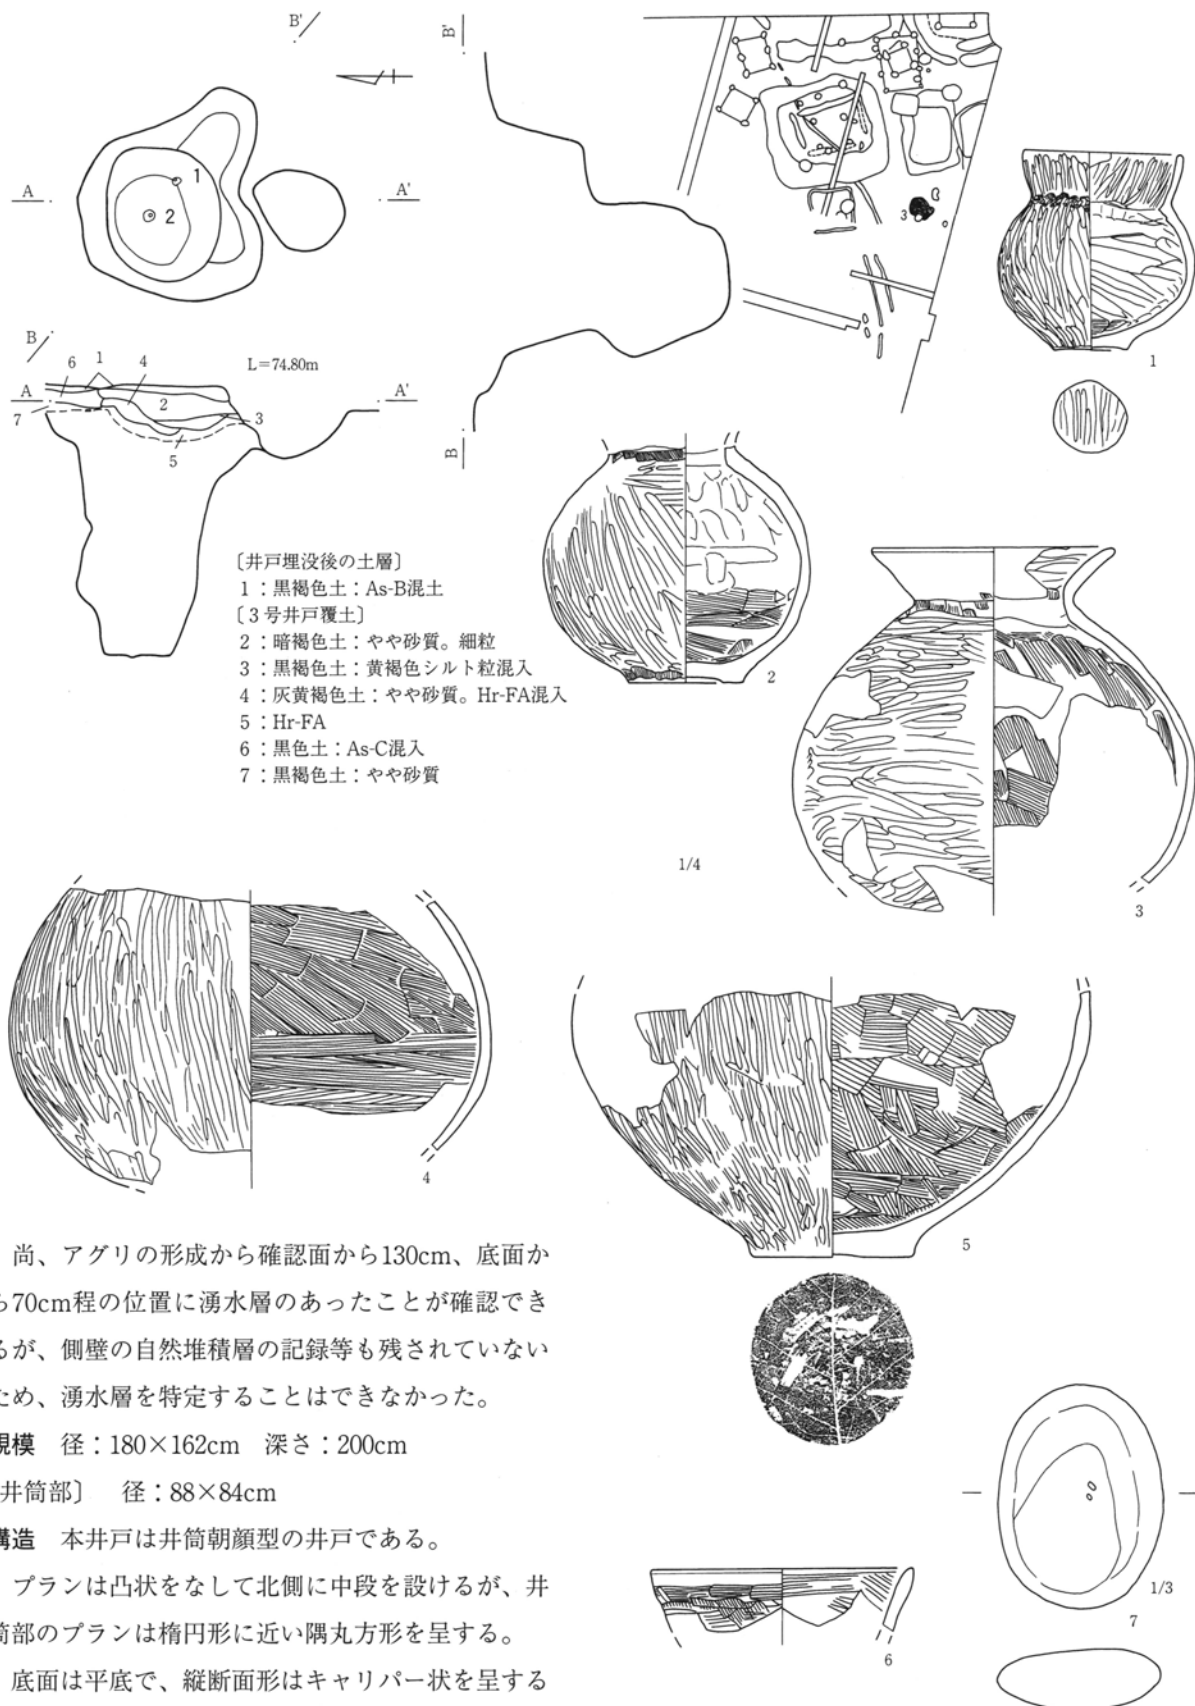 B'
B'
A
A'
1
2
3
1
B
6
1
4
L=74.80m
A
2
A'
7
3
5
B
〔井戸埋没後の土層〕
1：黒褐色土：As-B混土
〔3号井戸覆土〕
2：暗褐色土：やや砂質。細粒
3：黒褐色土：黄褐色シルト粒混入
4：灰黄褐色土：やや砂質。Hr-FA混入
5：Hr-FA
6：黒色土：As-C混入
7：黒褐色土：やや砂質
2
1/4
3
4
5
尚、アグリの形成から確認面から130cm、底面か
ら70cm程の位置に湧水層のあったことが確認でき
るが、側壁の自然堆積層の記録等も残されていない
ため、湧水層を特定することはできなかった。
規模　径：180×162cm　深さ：200cm
井筒部〕　径：88×84cm
構造　本井戸は井筒朝顔型の井戸である。
プランは凸状をなして北側に中段を設けるが、井
筒部のプランは楕円形に近い隅丸方形を呈する。
底面は平底で、縦断面形はキャリパー状を呈する
1/3
7
6